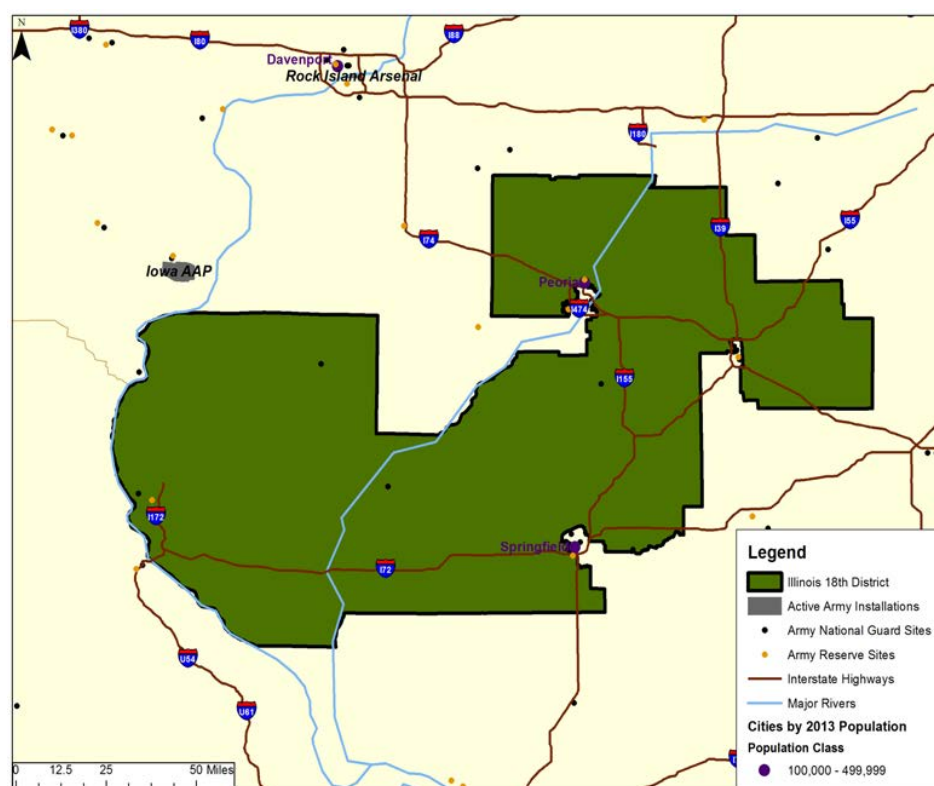 N
I380
I80
I88
Davenport
Rock Island Arsenal
I180
I39
I55
I74
Iowa AAP
Peoria
I474
I155
I172
Springfield
I72
U54
U61
0 12.5 25 50 Miles
Legend
Illinois 18th District
Active Army Installations
Army National Guard Sites
Army Reserve Sites
Interstate Highways
Major Rivers
Cities by 2013 Population
Population Class
100,000 - 499,999